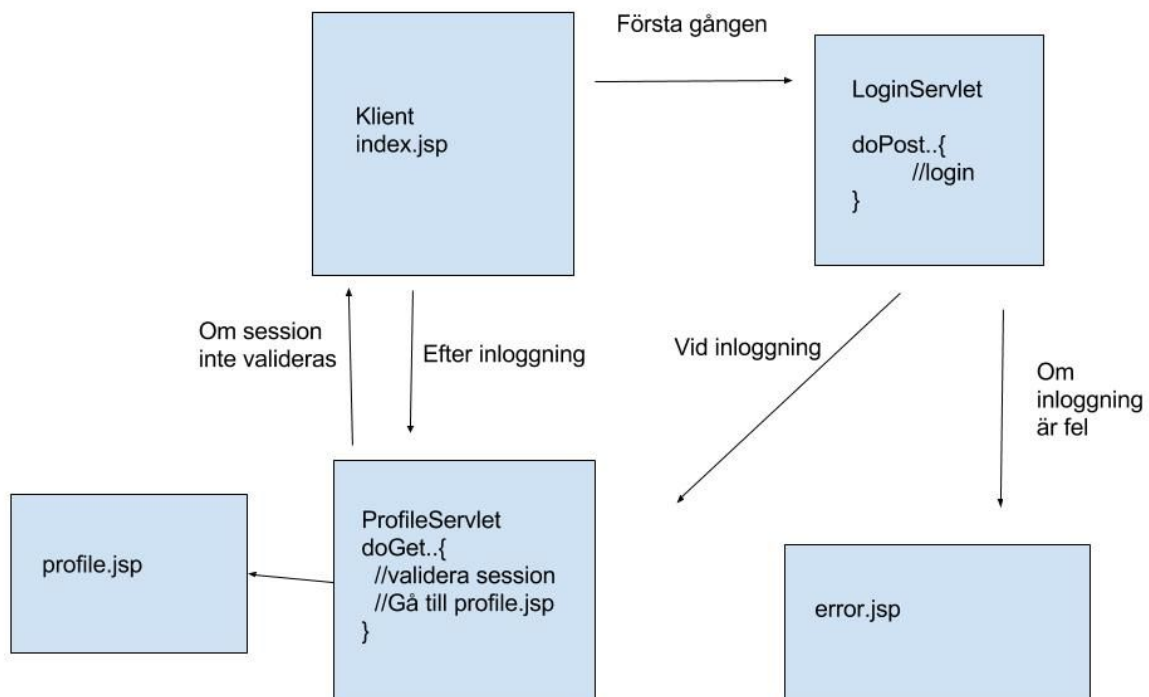 Första gången
Klient
index.jsp
LoginServlet
doPost..{
//login
}
Om session
inte valideras
Efter inloggning
Vid inloggning
Om
inloggning
är fel
profile.jsp
ProfileServlet
doGet..{
//validera session
//Gå till profile.jsp
}
error.jsp